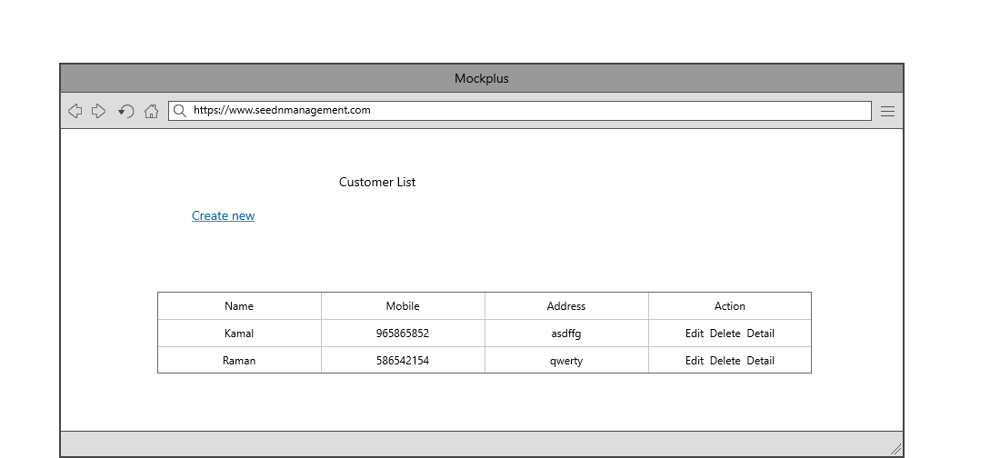 Mockplus
https://www.seednmanagement.com
Customer List
Create new
Name Mobile Address Action
Kamal 965865852 asdffg Edit Delete Detail
Raman 586542154 qwerty Edit Delete Detail